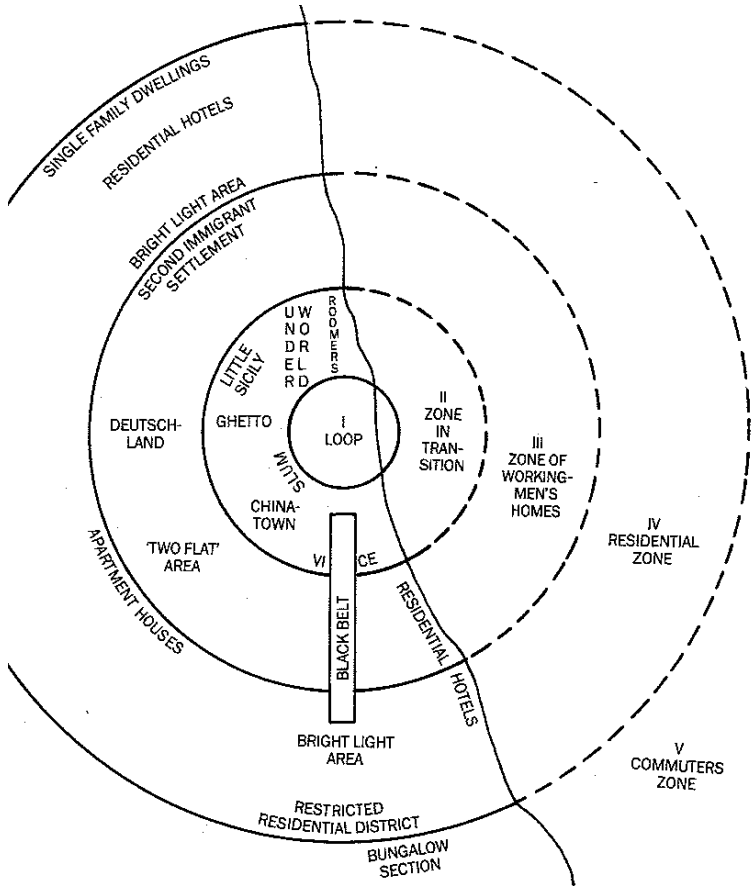 SINGLE FAMILY DWELLINGS
RESIDENTIAL HOTELS
BRIGHT LIGHT AREA
SECOND IMMIGRANT
SETTLEMENT
UNDER
WORLD
ROOMERS
LITTLE
SICILY
GHETTO
DEUTSCH-
LAND
I
LOOP
II
ZONE
IN
TRAN-
SITION
III
ZONE OF
WORKING-
MEN'S
HOMES
SLUM
CHINA-
TOWN
IV
RESIDENTIAL
ZONE
'TWO FLAT'
AREA
VICE
APARTMENT HOUSES
BLACK BELT
RESIDENTIAL HOTELS
BRIGHT LIGHT
AREA
V
COMMUTERS
ZONE
RESTRICTED
RESIDENTIAL DISTRICT
BUNGALOW
SECTION